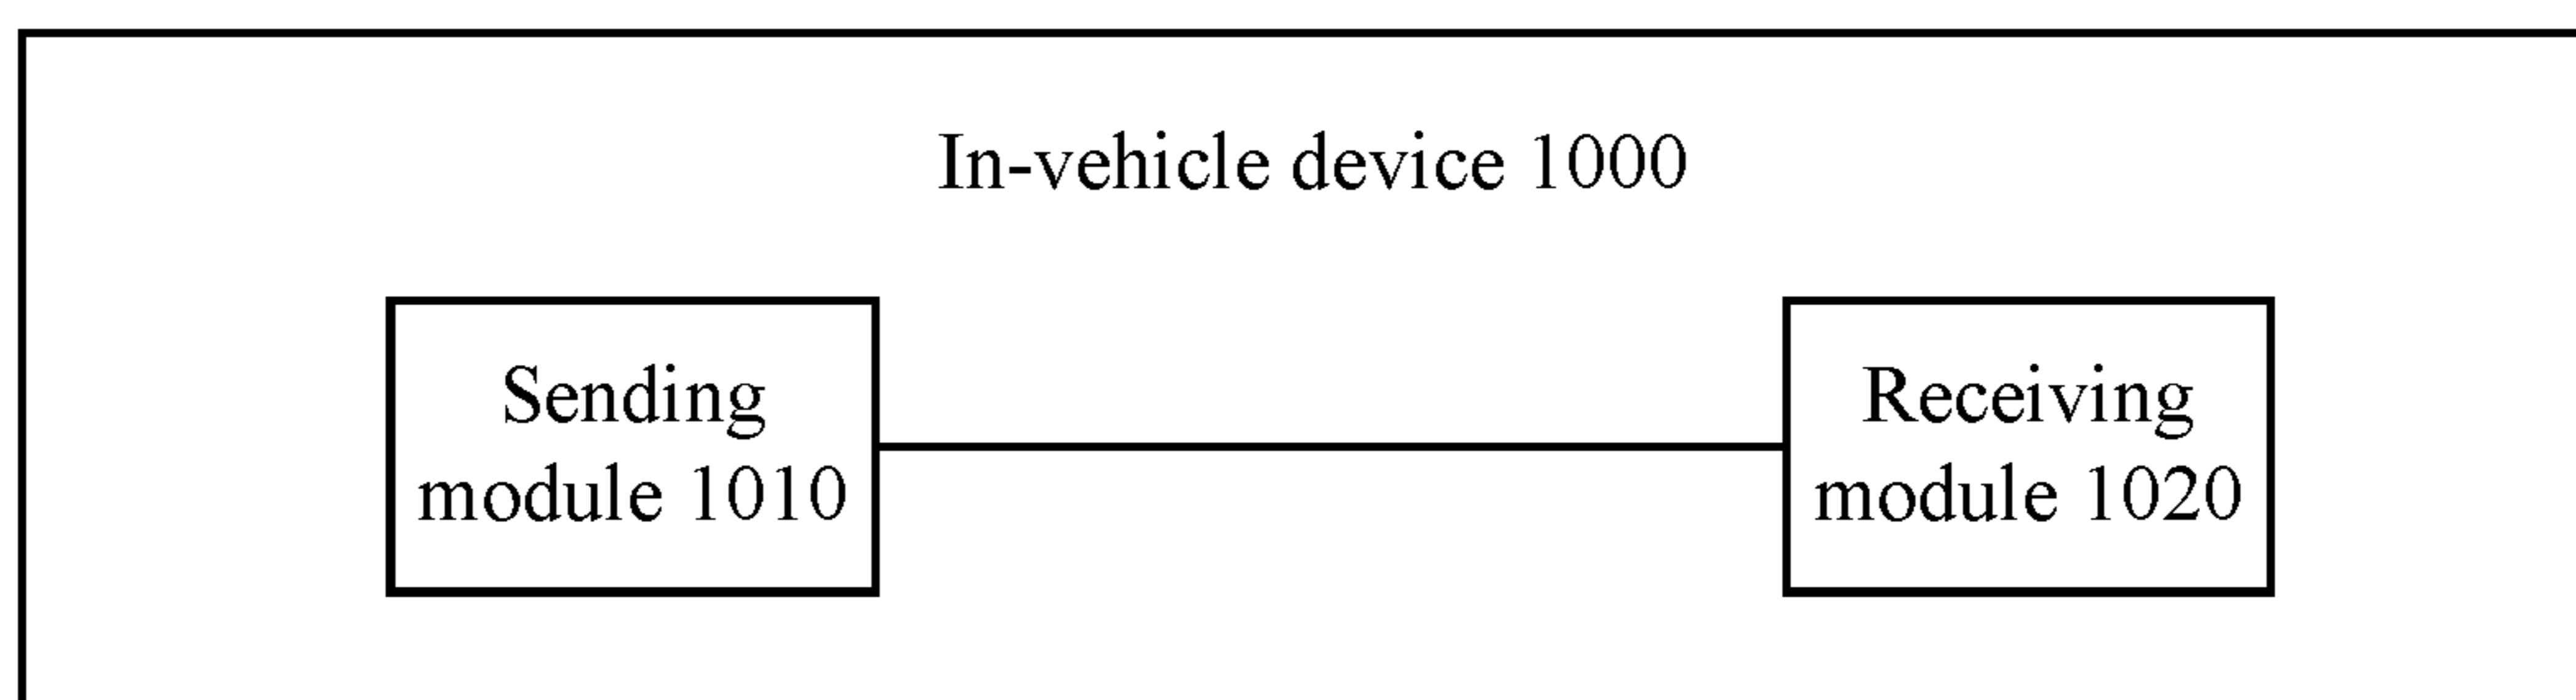 In-vehicle device 1000
Sending
module 1010
Receiving
module 1020